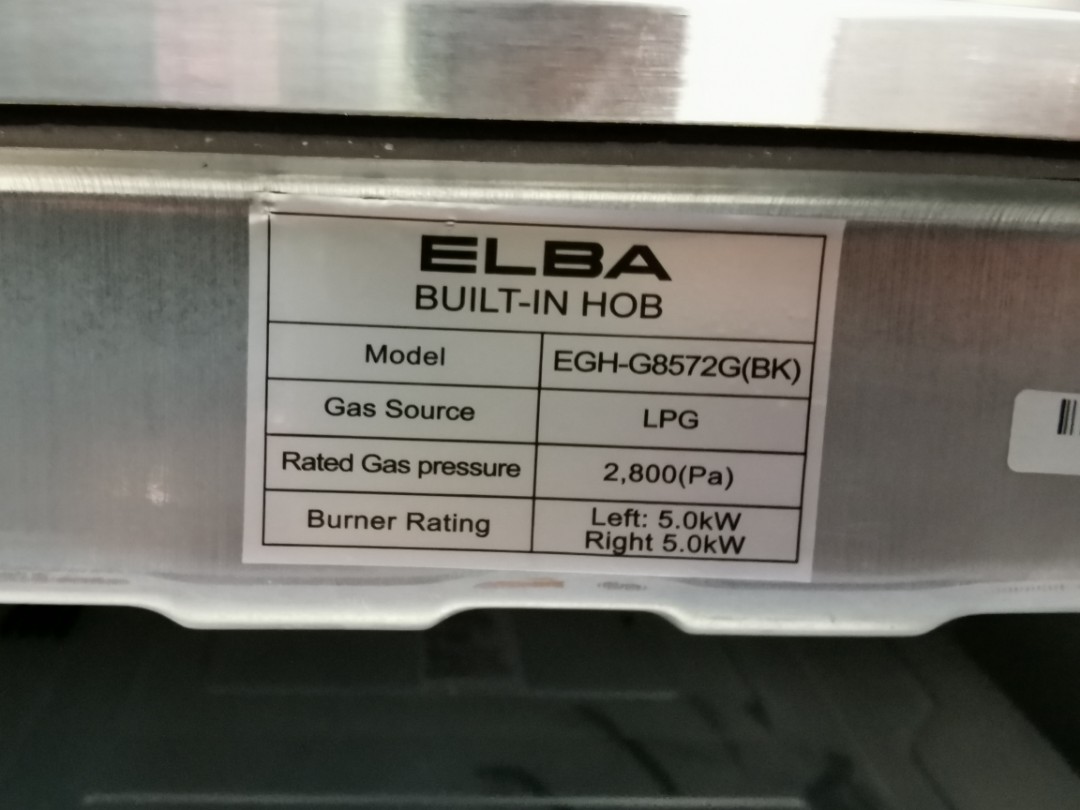 ELBA
BUILT-IN HOB
Model EGH-G8572G(BK)
Gas Source LPG
Rated Gas pressure 2,800(Pa)
Burner Rating Left: 5.0kW
Right 5.0kW